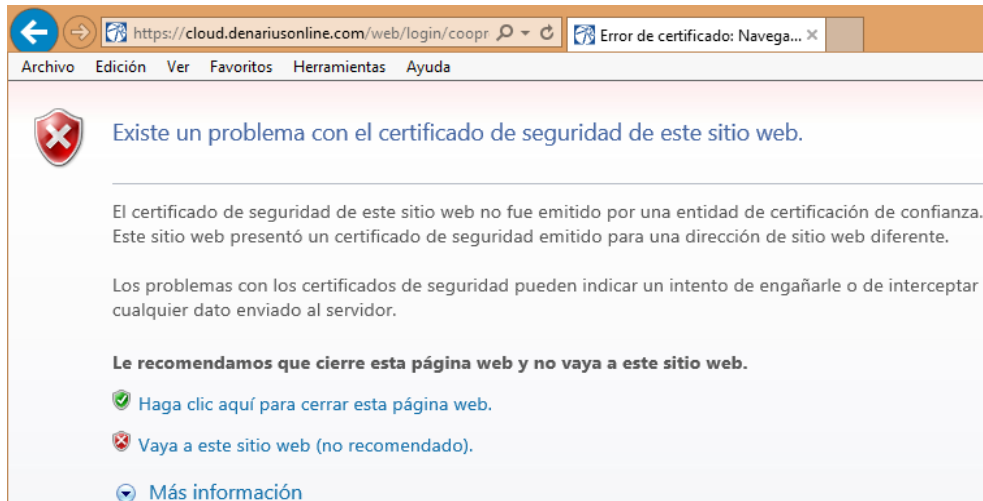 https://cloud.denariusonline.com/web/login/coopr
Error de certificado: Navega...
Archivo Edición Ver Favoritos Herramientas Ayuda
Existe un problema con el certificado de seguridad de este sitio web.
El certificado de seguridad de este sitio web no fue emitido por una entidad de certificación de confianza.
Este sitio web presentó un certificado de seguridad emitido para una dirección de sitio web diferente.
Los problemas con los certificados de seguridad pueden indicar un intento de engañarle o de interceptar
cualquier dato enviado al servidor.
Le recomendamos que cierre esta página web y no vaya a este sitio web.
Haga clic aquí para cerrar esta página web.
Vaya a este sitio web (no recomendado).
Más información